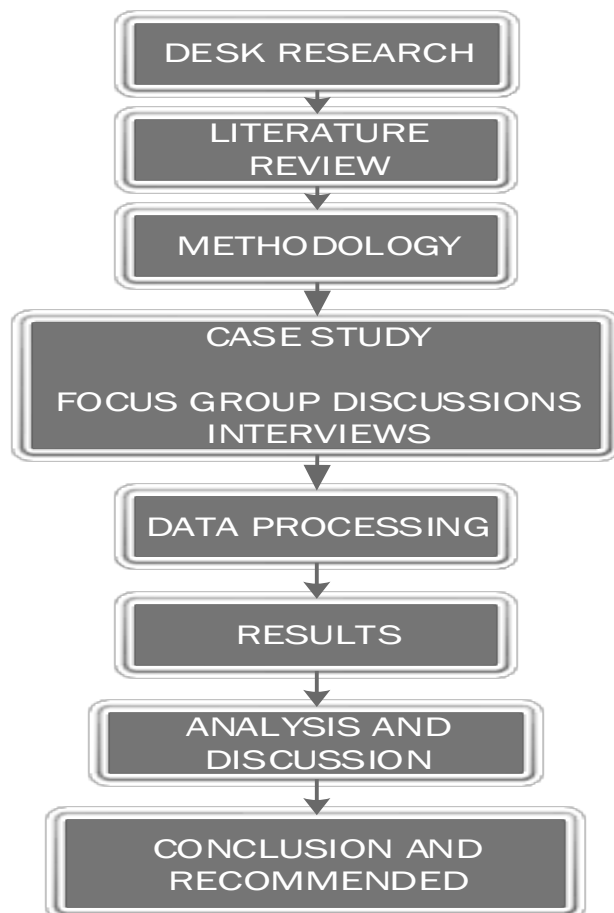 DESK RESEARCH
LITERATURE
REVIEW
METHODOLOGY
CASE STUDY
FOCUS GROUP DISCUSSIONS
INTERVIEWS
DATA PROCESSING
RESULTS
ANALYSIS AND
DISCUSSION
CONCLUSION AND
RECOMMENDED